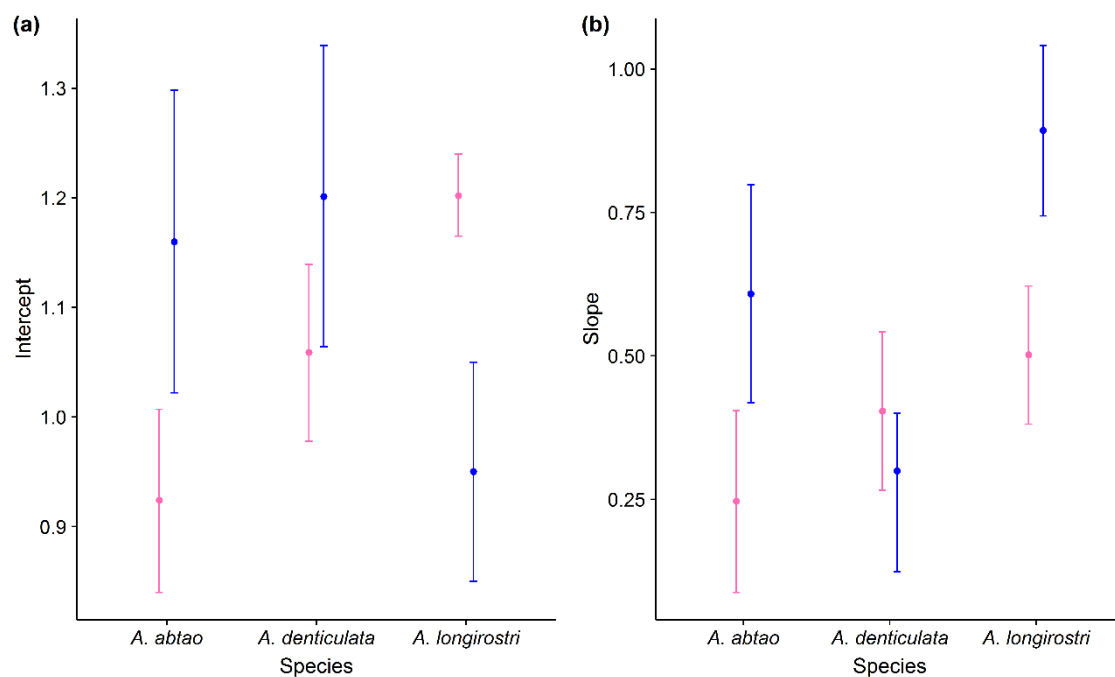 (a)
Intercept
1.3
1.2
1.1
1.0
0.9
A. abtao
A. denticulata
A. longirostri
Species
(b)
Slope
1.00
0.75
0.50
0.25
A. abtao
A. denticulata
A. longirostri
Species